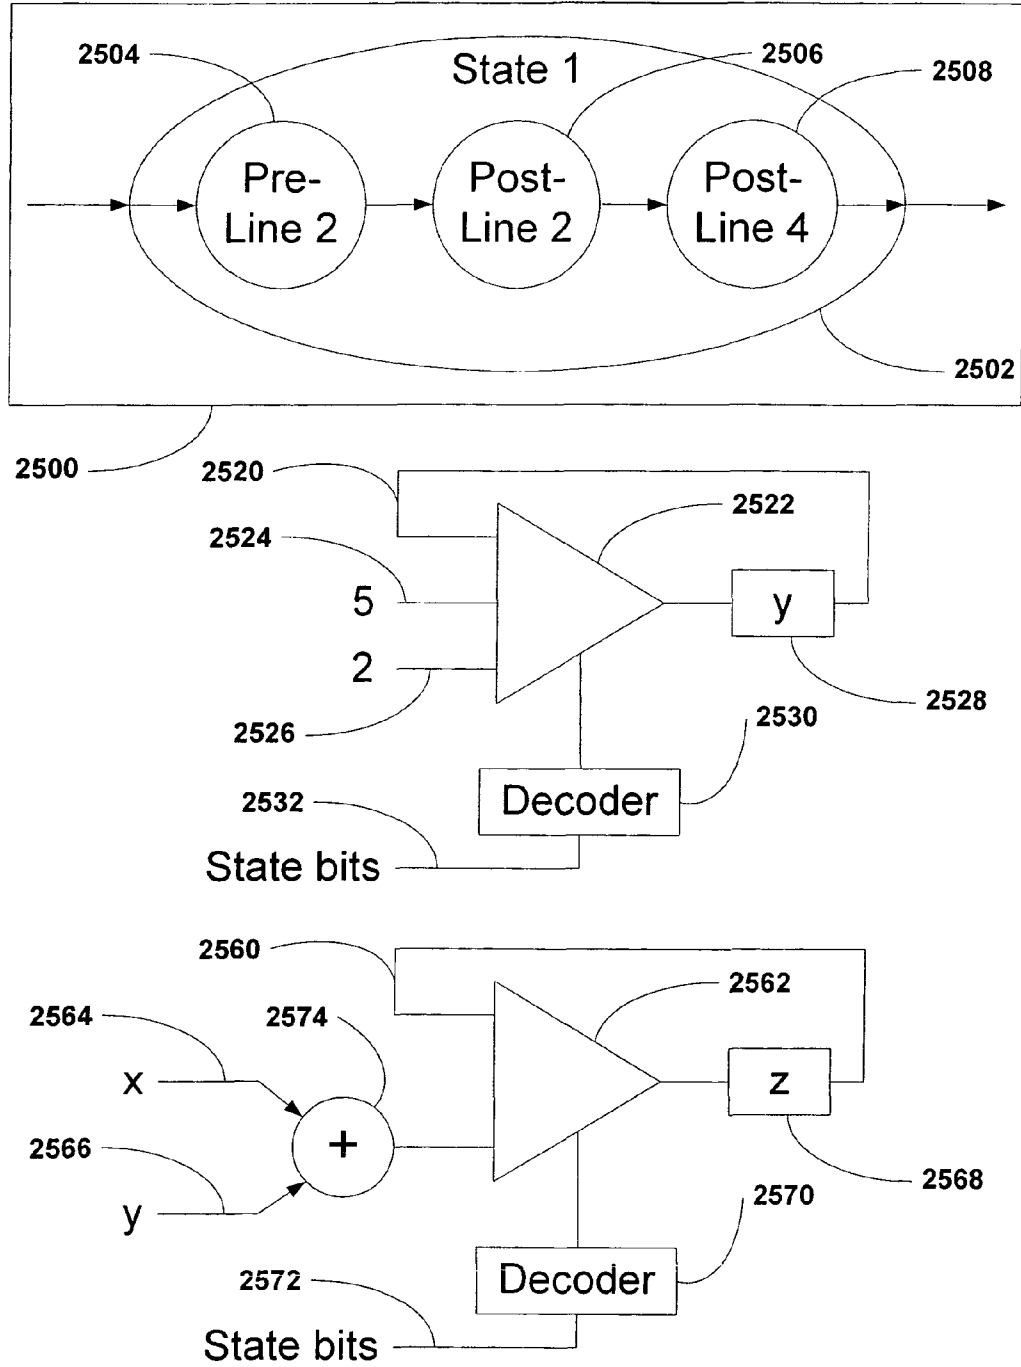 2504
State 1
2506
2508
Pre-
Line 2
Post-
Line 2
Post-
Line 4
2502
2500
2520
2522
2524
5
y
2
2528
2526
2530
2532
Decoder
State bits
2560
2562
2564
2574
x
z
+
2566
2568
y
2570
2572
Decoder
State bits